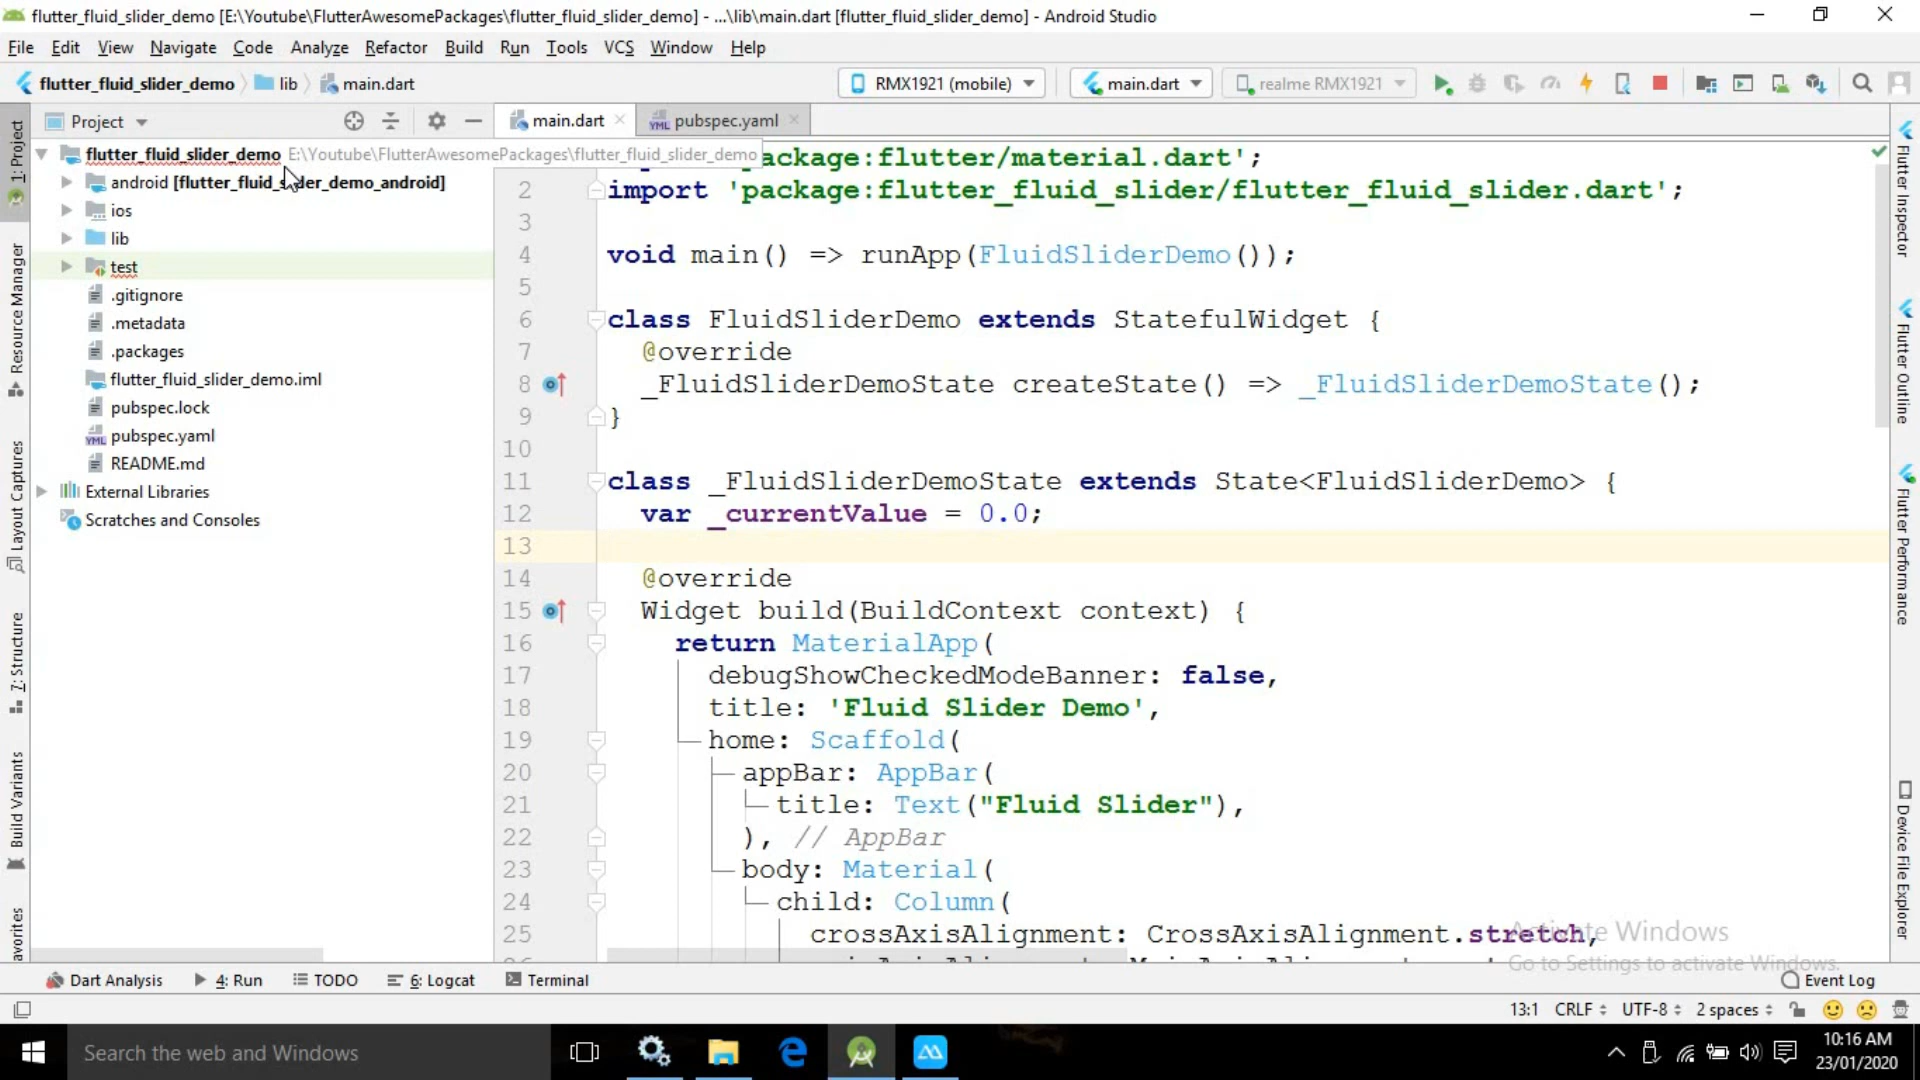 flutter_fluid_slider_demo [E:\Youtube\FlutterAwesomePackages\flutter_fluid_slider_demo] - ...\lib\main.dart [flutter_fluid_slider_demo] - Android Studio
File Edit View Navigate Code Analyze Refactor Build Run Tools VCS Window Help
flutter_fluid_slider_demo lib main.dart RMX1921 (mobile) main.dart realme RMX1921
Project main.dart pubspec.yaml
flutter_fluid_slider_demo E:\Youtube\FlutterAwesomePackages\flutter_fluid_slider_demo
android [flutter_fluid_slider_demo_android]
ios
lib
test
.gitignore
.metadata
.packages
flutter_fluid_slider_demo.iml
pubspec.lock
pubspec.yaml
README.md
External Libraries
Scratches and Consoles
1: Project
Resource Manager
Layout Captures
Z: Structure
Build Variants
avorites
ackage:flutter/material.dart';
2 import 'package:flutter_fluid_slider/flutter_fluid_slider.dart';
3
4 void main() => runApp(FluidSliderDemo());
5
6 class FluidSliderDemo extends StatefulWidget {
7 @override
8 _FluidSliderDemoState createState() => _FluidSliderDemoState();
9 }
10
11 class _FluidSliderDemoState extends State<FluidSliderDemo> {
12 var _currentValue = 0.0;
13
14 @override
15 Widget build(BuildContext context) {
16 return MaterialApp(
17 debugShowCheckedModeBanner: false,
18 title: 'Fluid Slider Demo',
19 home: Scaffold(
20 appBar: AppBar(
21 title: Text("Fluid Slider"),
22 ), // AppBar
23 body: Material(
24 child: Column(
25 crossAxisAlignment: CrossAxisAlignment.stretch,
Activate Windows
Go to Settings to activate Windows.
Flutter Inspector
Flutter Outline
Flutter Performance
Device File Explorer
Dart Analysis 4: Run TODO 6: Logcat Terminal Event Log
13:1 CRLF UTF-8 2 spaces
Search the web and Windows
10:16 AM
23/01/2020